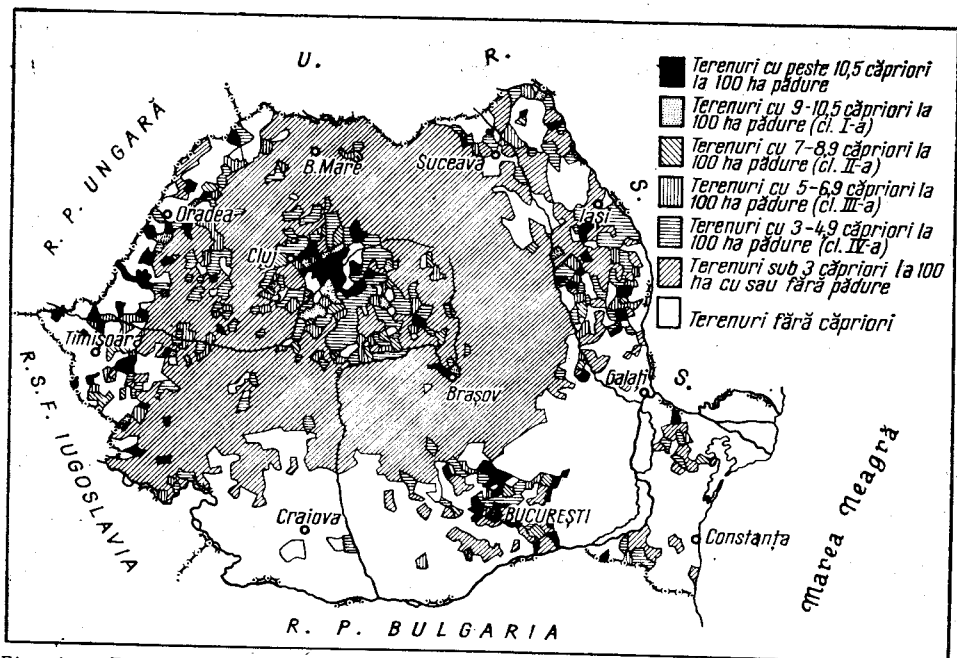 U. R. S. S.
R. P. UNGARĂ
R. S. F. IUGOSLAVIA
R. P. BULGARIA
Marea Neagră
B. Mare
Suceava
Oradea
Cluj
Iași
Timișoara
Brașov
Galați
Craiova
BUCUREȘTI
Constanța
Terenuri cu peste 10,5 căpriori
la 100 ha pădure
Terenuri cu 9-10,5 căpriori la
100 ha pădure (cl. I-a)
Terenuri cu 7-8,9 căpriori la
100 ha pădure (cl. II-a)
Terenuri cu 5-6,9 căpriori la
100 ha pădure (cl. III-a)
Terenuri cu 3-4,9 căpriori la
100 ha pădure (cl. IV-a)
Terenuri sub 3 căpriori la 100
ha cu sau fără pădure
Terenuri fără căpriori